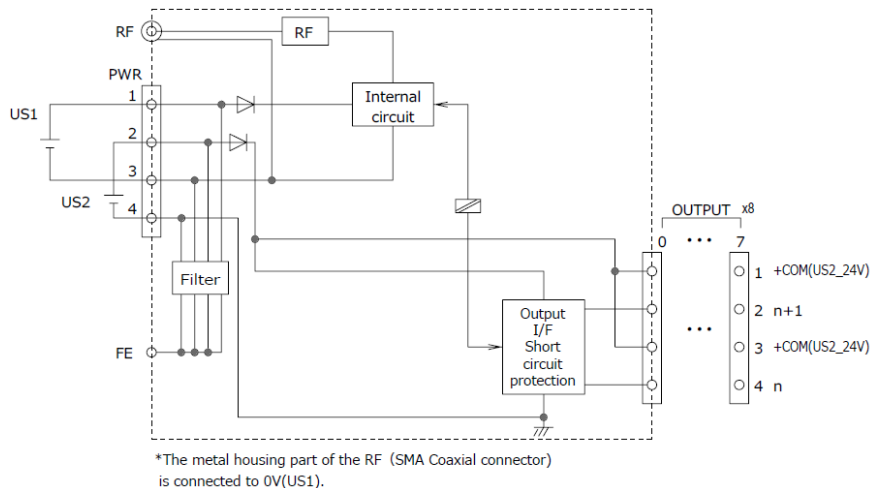 RF
RF
PWR
1
Internal
circuit
US1
2
3
US2
4
OUTPUT x8
0 ••• 7
Filter
1 +COM(US2_24V)
Output
I/F
Short
circuit
protection
2 n+1
•••
3 +COM(US2_24V)
FE
4 n
*The metal housing part of the RF (SMA Coaxial connector)
is connected to 0V(US1).